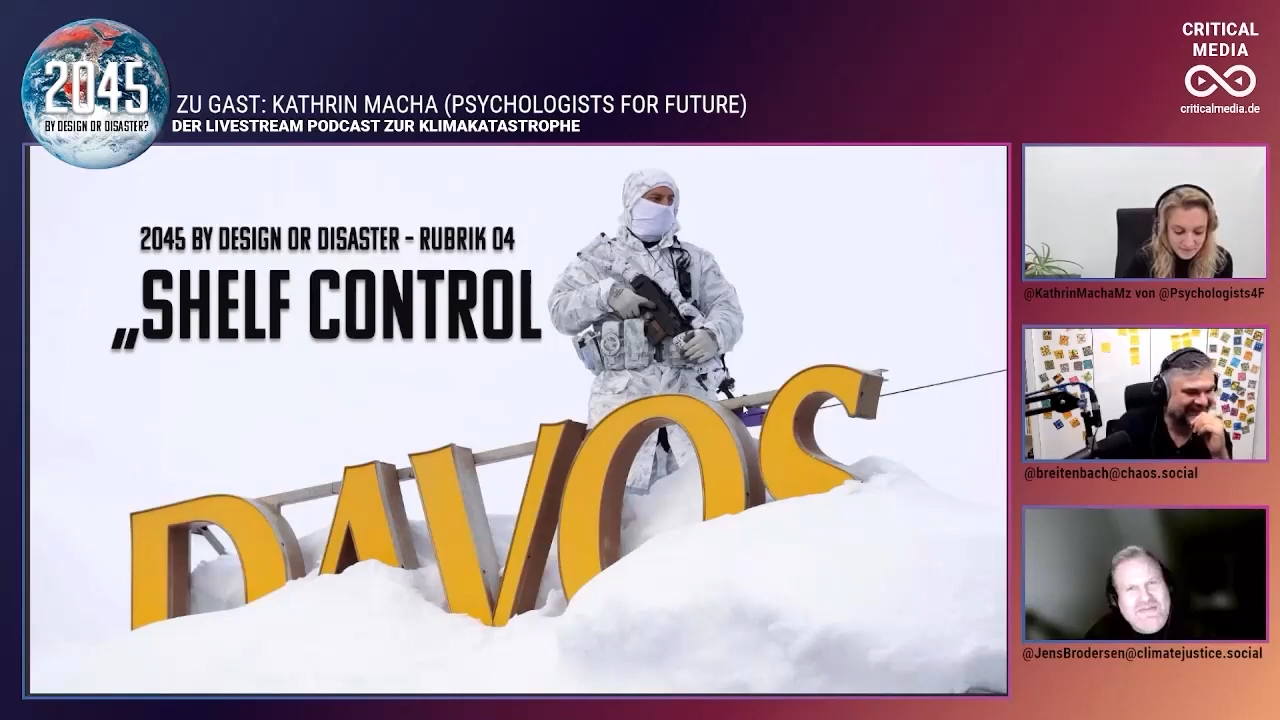 2045
BY DESIGN OR DISASTER?
ZU GAST: KATHRIN MACHA (PSYCHOLOGISTS FOR FUTURE)
DER LIVESTREAM PODCAST ZUR KLIMAKATASTROPHE
CRITICAL
MEDIA
criticalmedia.de
2045 BY DESIGN OR DISASTER - RUBRIK 04
„SHELF CONTROL
DAVOS
@KathrinMachaMz von @Psychologists4F
@breitenbach@chaos.social
@JensBrodersen@climatejustice.social